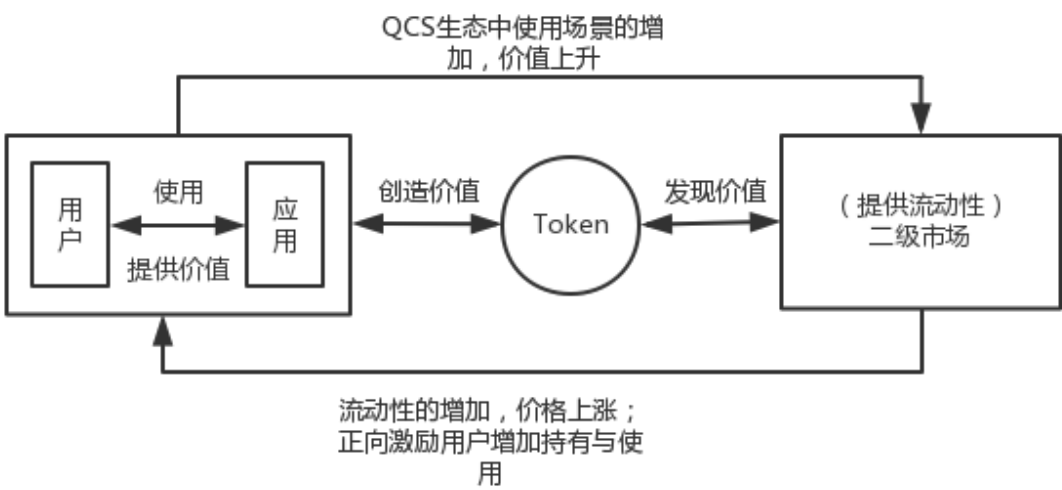 QCS生态中使用场景的增
加，价值上升
用
户
使用
提供价值
应
用
创造价值
Token
发现价值
（提供流动性）
二级市场
流动性的增加，价格上涨；
正向激励用户增加持有与使
用